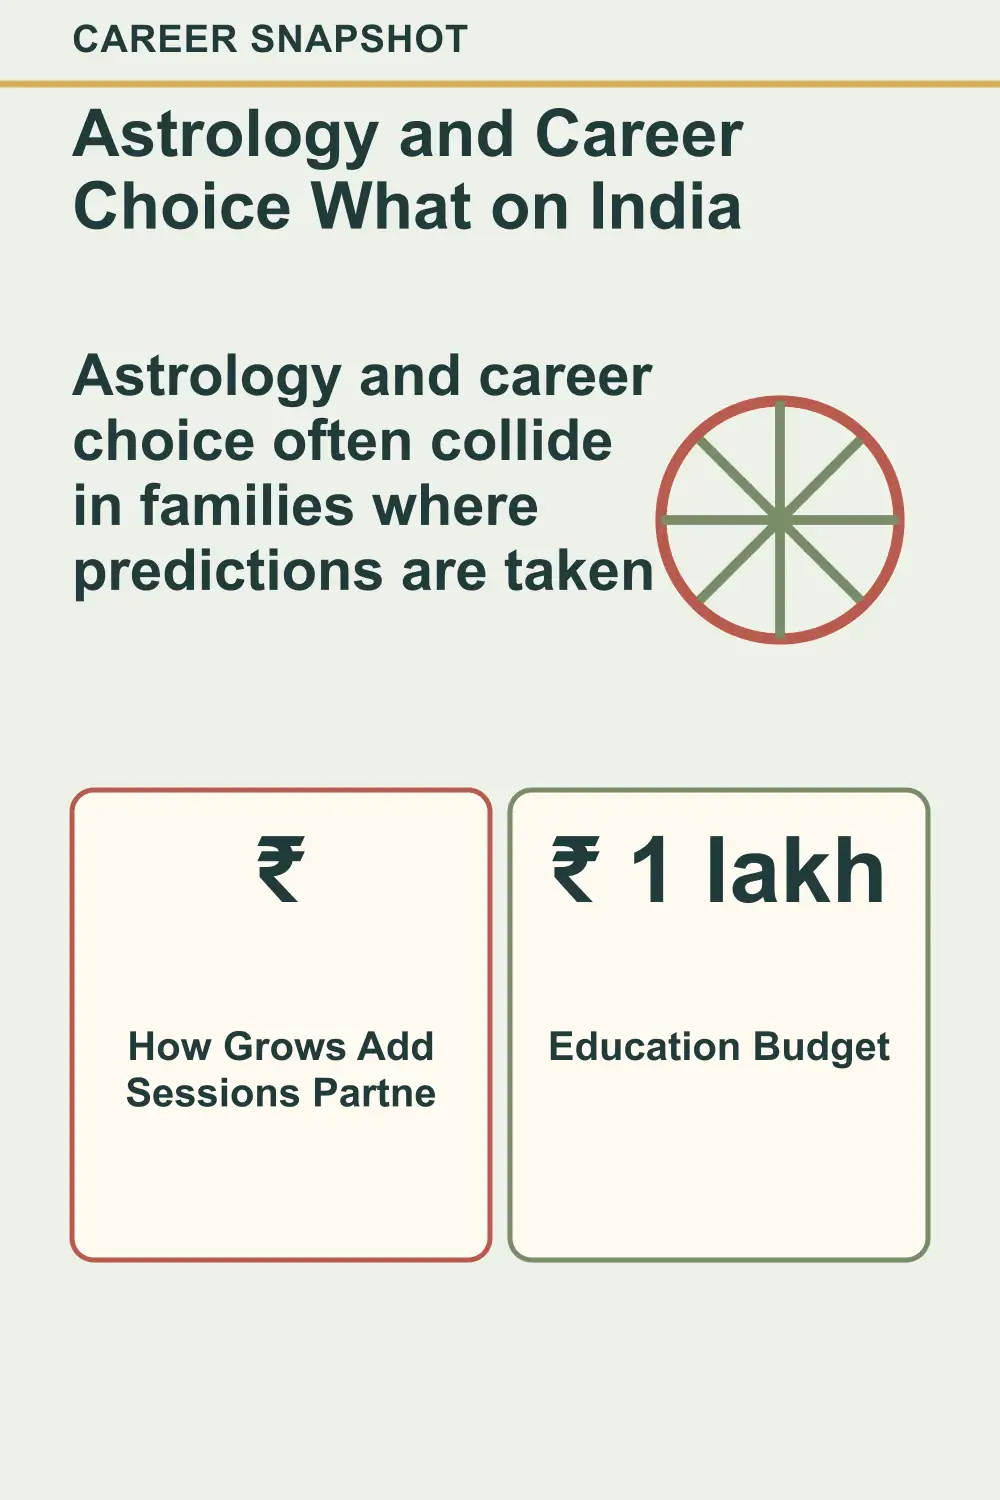 CAREER SNAPSHOT
Astrology and Career
Choice What on India
Astrology and career
choice often collide
in families where
predictions are taken
₹
How Grows Add
Sessions Partne
₹ 1 lakh
Education Budget